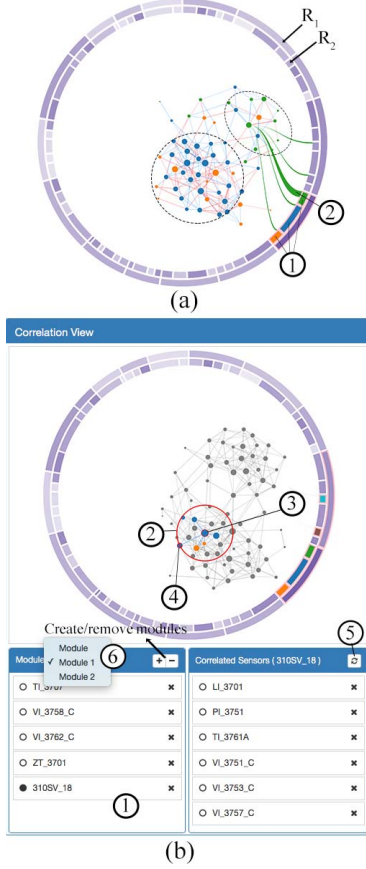 R1
R2
2
1
(a)
Correlation View
2
3
4
Create/remove modules
5
Module
✓ Module 1
Module 2
6
+ −
Correlated Sensors ( 310SV_18 )
TI_3707
VI_3758_C
VI_3762_C
ZT_3701
310SV_18
1
LI_3701
PI_3751
TI_3761A
VI_3751_C
VI_3753_C
VI_3757_C
(b)